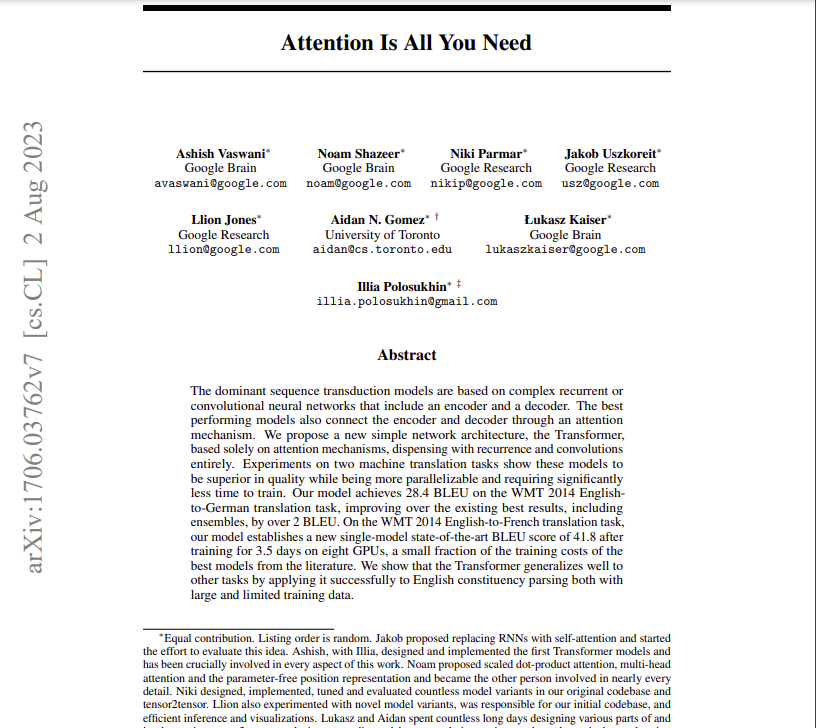 Attention Is All You Need
arXiv:1706.03762v7 [cs.CL] 2 Aug 2023
Ashish Vaswani∗ Noam Shazeer∗ Niki Parmar∗ Jakob Uszkoreit∗
Google Brain Google Brain Google Research Google Research
avaswani@google.com noam@google.com nikip@google.com usz@google.com
Llion Jones∗ Aidan N. Gomez∗ † Łukasz Kaiser∗
Google Research University of Toronto Google Brain
llion@google.com aidan@cs.toronto.edu lukaszkaiser@google.com
Illia Polosukhin∗ ‡
illia.polosukhin@gmail.com
Abstract
The dominant sequence transduction models are based on complex recurrent or
convolutional neural networks that include an encoder and a decoder. The best
performing models also connect the encoder and decoder through an attention
mechanism. We propose a new simple network architecture, the Transformer,
based solely on attention mechanisms, dispensing with recurrence and convolutions
entirely. Experiments on two machine translation tasks show these models to
be superior in quality while being more parallelizable and requiring significantly
less time to train. Our model achieves 28.4 BLEU on the WMT 2014 English-
to-German translation task, improving over the existing best results, including
ensembles, by over 2 BLEU. On the WMT 2014 English-to-French translation task,
our model establishes a new single-model state-of-the-art BLEU score of 41.8 after
training for 3.5 days on eight GPUs, a small fraction of the training costs of the
best models from the literature. We show that the Transformer generalizes well to
other tasks by applying it successfully to English constituency parsing both with
large and limited training data.
∗Equal contribution. Listing order is random. Jakob proposed replacing RNNs with self-attention and started
the effort to evaluate this idea. Ashish, with Illia, designed and implemented the first Transformer models and
has been crucially involved in every aspect of this work. Noam proposed scaled dot-product attention, multi-head
attention and the parameter-free position representation and became the other person involved in nearly every
detail. Niki designed, implemented, tuned and evaluated countless model variants in our original codebase and
tensor2tensor. Llion also experimented with novel model variants, was responsible for our initial codebase, and
efficient inference and visualizations. Lukasz and Aidan spent countless long days designing various parts of and